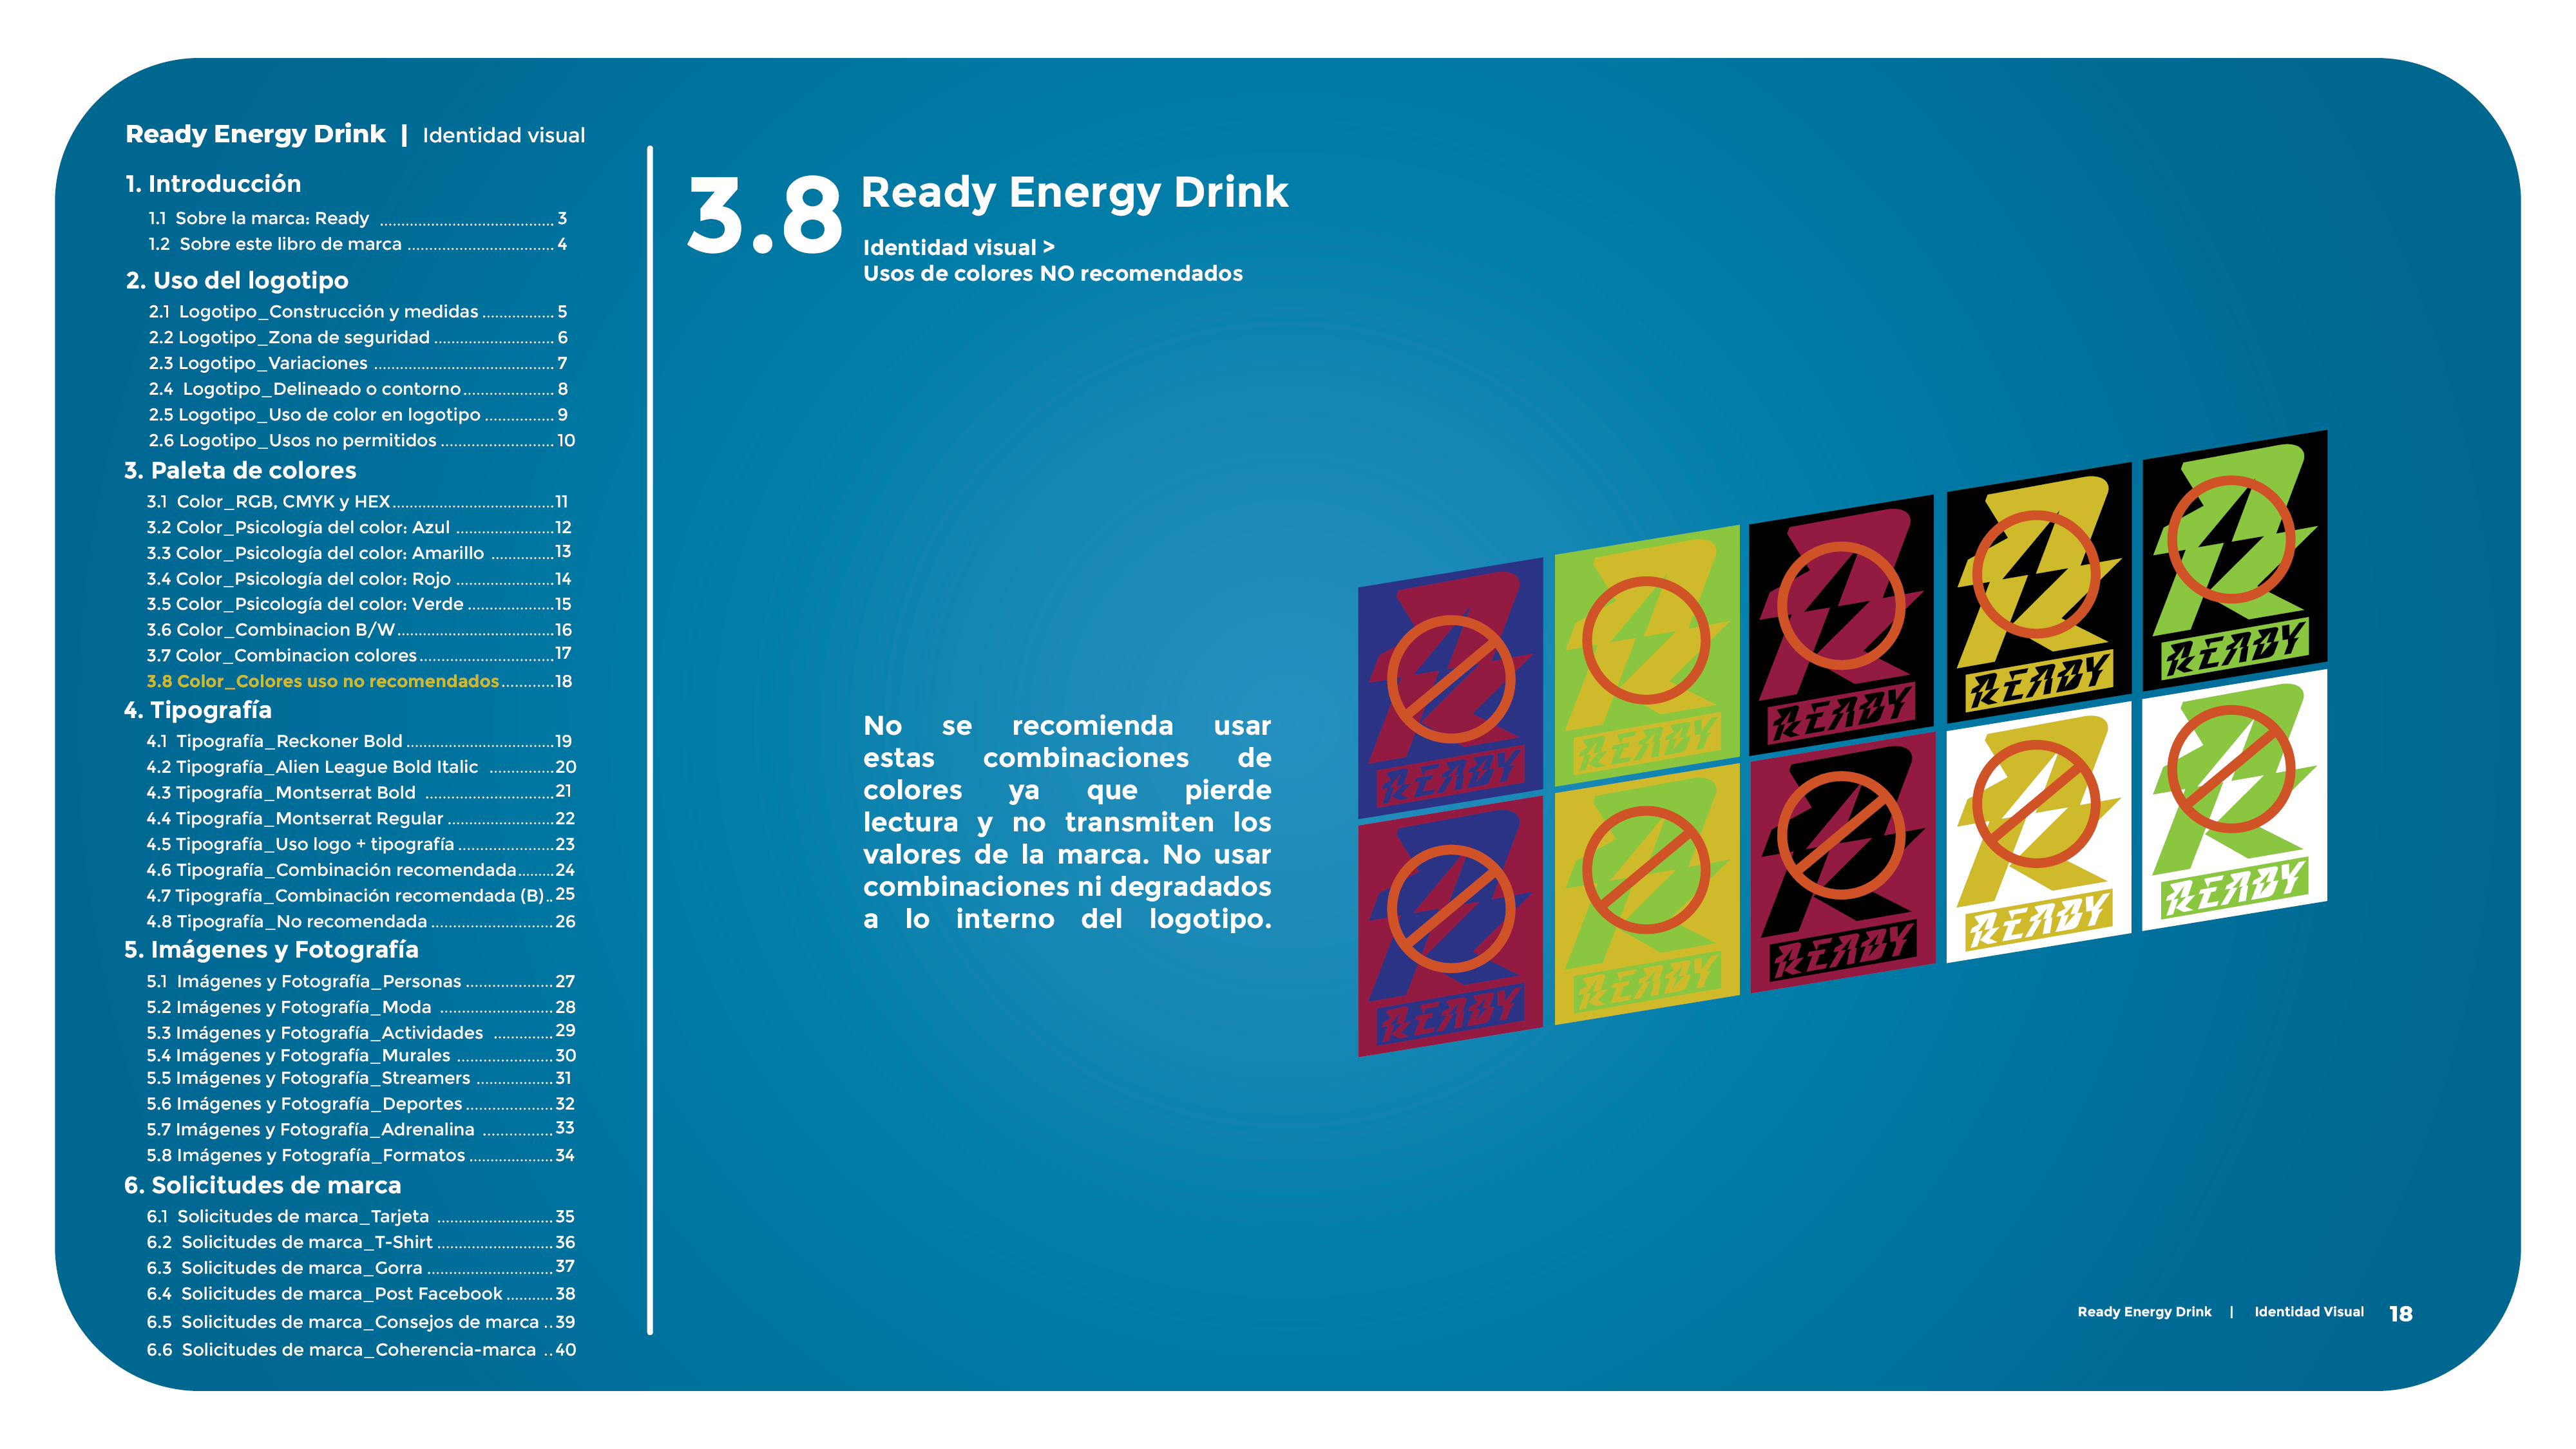 Ready Energy Drink | Identidad visual
1. Introducción
1.1 Sobre la marca: Ready ........................................ 3
1.2 Sobre este libro de marca .................................. 4
2. Uso del logotipo
2.1 Logotipo_Construcción y medidas ................ 5
2.2 Logotipo_Zona de seguridad ........................... 6
2.3 Logotipo_Variaciones ......................................... 7
2.4 Logotipo_Delineado o contorno..................... 8
2.5 Logotipo_Uso de color en logotipo ................ 9
2.6 Logotipo_Usos no permitidos .......................... 10
3. Paleta de colores
3.1 Color_RGB, CMYK y HEX.....................................11
3.2 Color_Psicología del color: Azul ......................12
3.3 Color_Psicología del color: Amarillo ..............13
3.4 Color_Psicología del color: Rojo ......................14
3.5 Color_Psicología del color: Verde ...................15
3.6 Color_Combinacion B/W...................................16
3.7 Color_Combinacion colores..............................17
3.8 Color_Colores uso no recomendados............18
4. Tipografía
4.1 Tipografía_Reckoner Bold .................................19
4.2 Tipografía_Alien League Bold Italic ..............20
4.3 Tipografía_Montserrat Bold .............................21
4.4 Tipografía_Montserrat Regular ........................22
4.5 Tipografía_Uso logo + tipografía .....................23
4.6 Tipografía_Combinación recomendada........24
4.7 Tipografía_Combinación recomendada (B)..25
4.8 Tipografía_No recomendada ...........................26
5. Imágenes y Fotografía
5.1 Imágenes y Fotografía_Personas ...................27
5.2 Imágenes y Fotografía_Moda .........................28
5.3 Imágenes y Fotografía_Actividades .............29
5.4 Imágenes y Fotografía_Murales .....................30
5.5 Imágenes y Fotografía_Streamers .................31
5.6 Imágenes y Fotografía_Deportes...................32
5.7 Imágenes y Fotografía_Adrenalina ...............33
5.8 Imágenes y Fotografía_Formatos ..................34
6. Solicitudes de marca
6.1 Solicitudes de marca_Tarjeta ..........................35
6.2 Solicitudes de marca_T-Shirt ..........................36
6.3 Solicitudes de marca_Gorra ............................37
6.4 Solicitudes de marca_Post Facebook ..........38
6.5 Solicitudes de marca_Consejos de marca ..39
6.6 Solicitudes de marca_Coherencia-marca ..40
3.8 Ready Energy Drink
Identidad visual >
Usos de colores NO recomendados
No se recomienda usar
estas combinaciones de
colores ya que pierde
lectura y no transmiten los
valores de la marca. No usar
combinaciones ni degradados
a lo interno del logotipo.
READY
READY
READY
READY
READY
READY
READY
READY
READY
READY
Ready Energy Drink | Identidad Visual 18